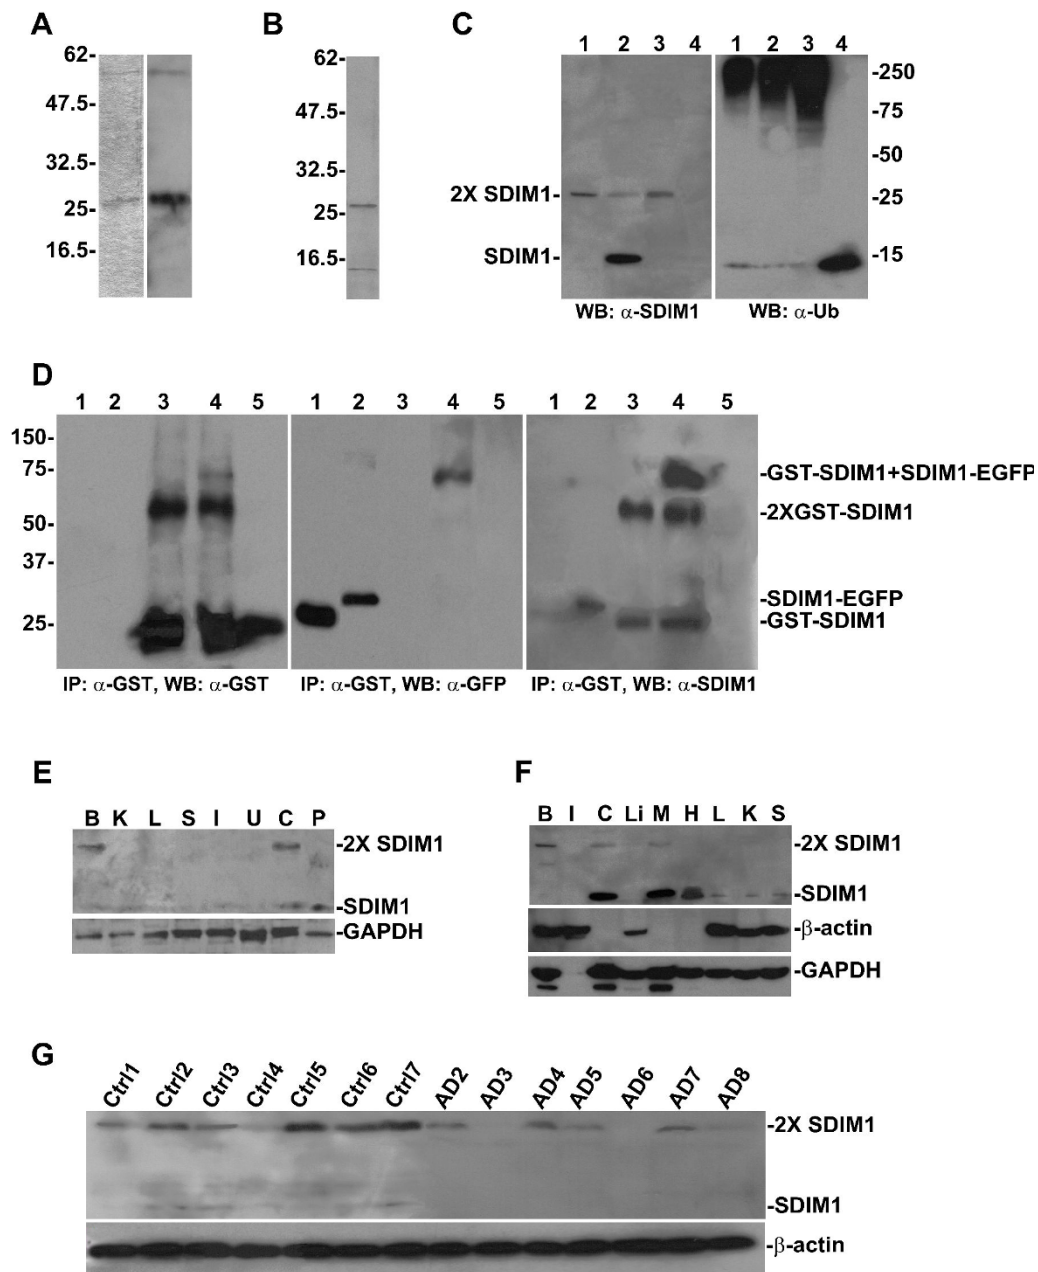 A
62-
47.5-
32.5-
25-
16.5-
B
62-
47.5-
32.5-
25-
16.5-
C
1 2 3 4 1 2 3 4
2X SDIM1-
SDIM1-
-250
-75
-50
-25
-15
WB: α-SDIM1 WB: α-Ub
D
1 2 3 4 5 1 2 3 4 5 1 2 3 4 5
150-
75-
50-
37-
25-
-GST-SDIM1+SDIM1-EGFP
-2XGST-SDIM1
-SDIM1-EGFP
-GST-SDIM1
IP: α-GST, WB: α-GST IP: α-GST, WB: α-GFP IP: α-GST, WB: α-SDIM1
E
B K L S I U C P
-2X SDIM1
-SDIM1
-GAPDH
F
B I C Li M H L K S
-2X SDIM1
-SDIM1
-β-actin
-GAPDH
G
Ctrl1 Ctrl2 Ctrl3 Ctrl4 Ctrl5 Ctrl6 Ctrl7 AD2 AD3 AD4 AD5 AD6 AD7 AD8
-2X SDIM1
-SDIM1
-β-actin